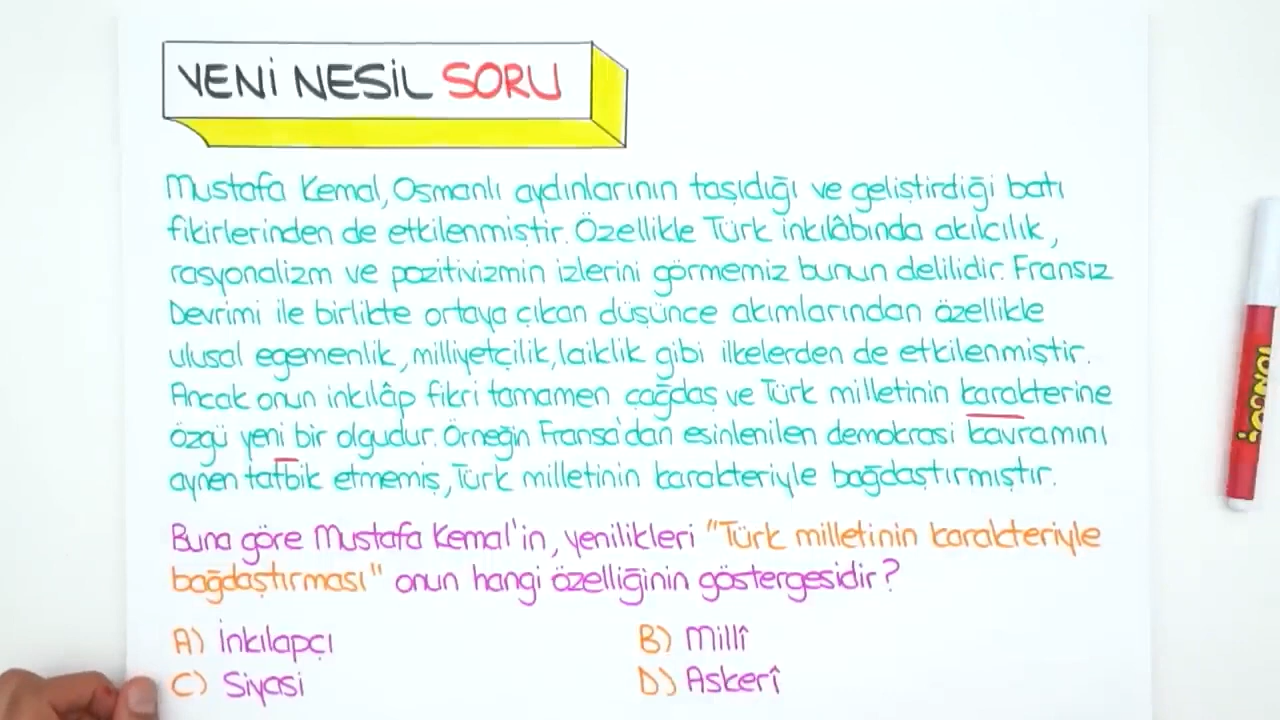 YENİ NESİL SORU
Mustafa Kemal, Osmanlı aydınlarının taşıdığı ve geliştirdiği batı
fikirlerinden de etkilenmiştir. Özellikle Türk inkılâbında akılcılık,
rasyonalizm ve pozitivizmin izlerini görmemiz bunun delilidir. Fransız
Devrimi ile birlikte ortaya çıkan düşünce akımlarından özellikle
ulusal egemenlik, milliyetçilik, laiklik gibi ilkelerden de etkilenmiştir.
Ancak onun inkılâp fikri tamamen çağdaş ve Türk milletinin karakterine
özgü yeni bir olgudur. Örneğin Fransa'dan esinlenilen demokrasi kavramını
aynen tatbik etmemiş, Türk milletinin karakteriyle bağdaştırmıştır.
Buna göre Mustafa Kemal'in, yenilikleri "Türk milletinin karakteriyle
bağdaştırması" onun hangi özelliğinin göstergesidir?
A) İnkılapçı
B) Millî
C) Siyasi
D) Askerî